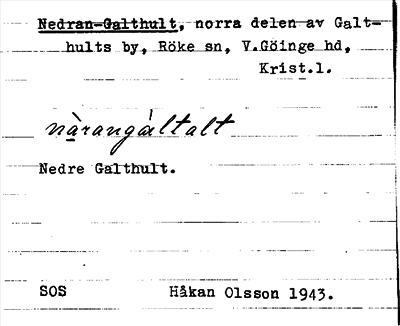 Nedran-Galthult, norra delen av Galt-
hults by, Röke sn, V.Göinge hd,
Krist.l.
nàrangáltalt
Nedre Galthult.
SOS Håkan Olsson 1943.